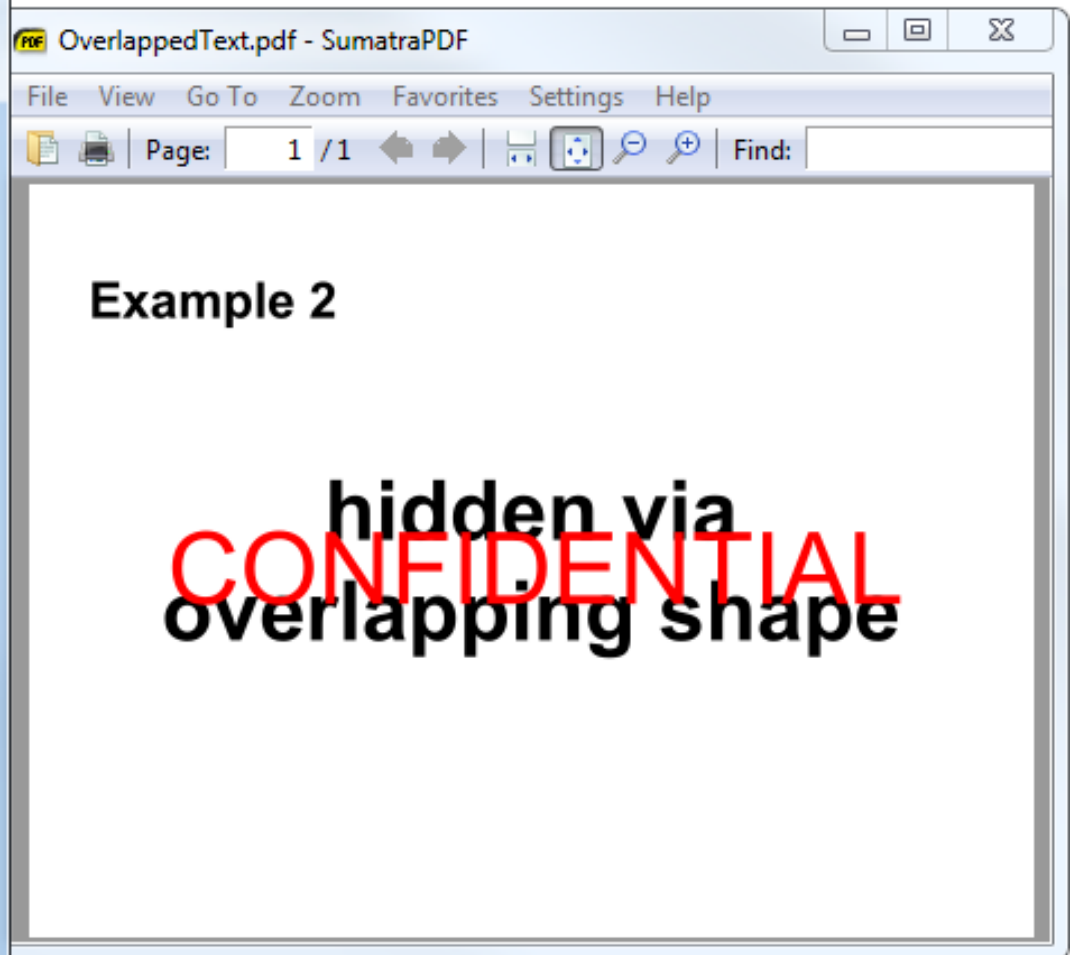 PDF OverlappedText.pdf - SumatraPDF
File View Go To Zoom Favorites Settings Help
Page: 1 / 1 Find:
Example 2
hidden via
CONFIDENTIAL
overlapping shape